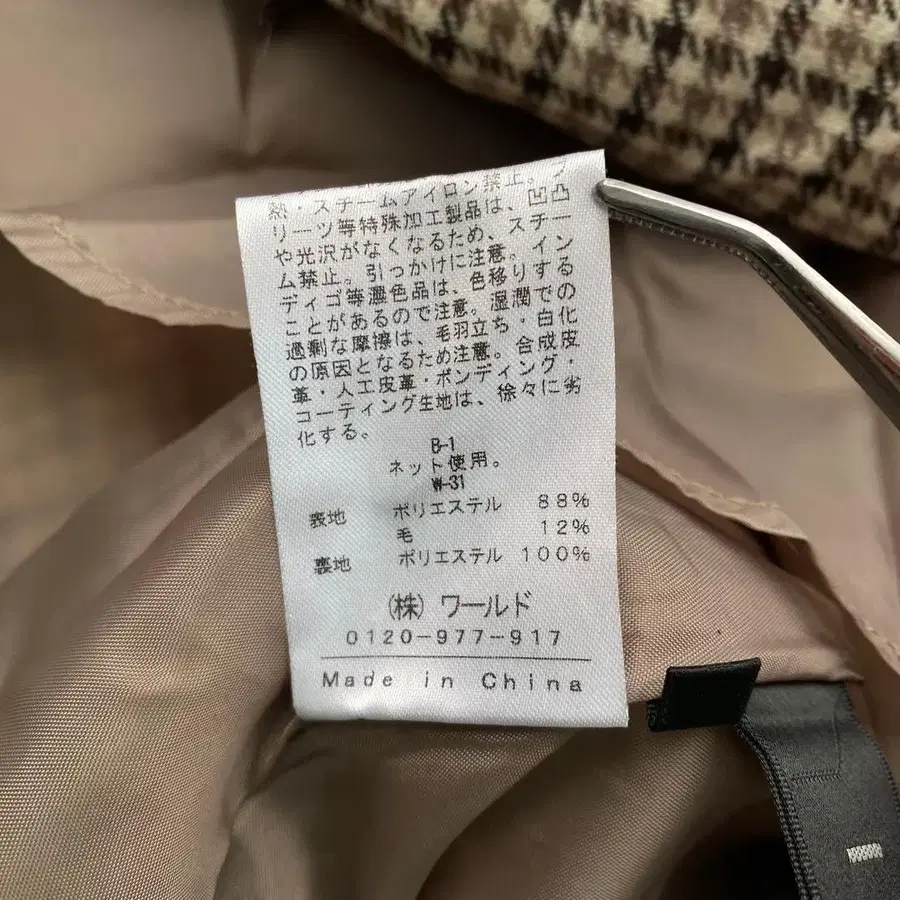 熱・スチームアイロン禁止。プ
リーツ等特殊加工製品は、凹凸
や光沢がなくなるため、スチー
ム禁止。引っかけに注意。イン
ディゴ等濃色品は、色移りする
ことがあるので注意。湿潤での
過剰な摩擦は、毛羽立ち・白化
の原因となるため注意。合成皮
革・人工皮革・ボンディング・
コーティング生地は、徐々に劣
化する。
B-1
ネット使用。
W-31
表地 ポリエステル 88%
毛 12%
裏地 ポリエステル 100%
(株)ワールド
0120-977-917
Made in China